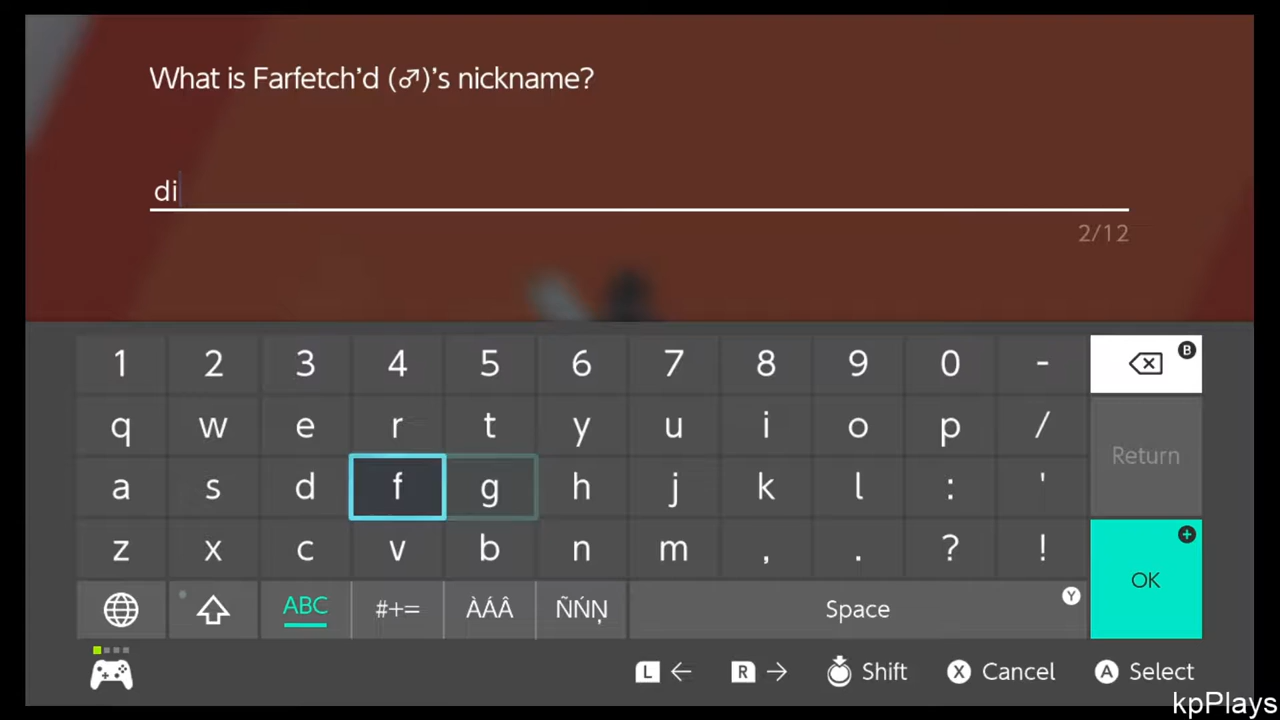 What is Farfetch’d (♂)’s nickname?
di
2/12
1 2 3 4 5 6 7 8 9 0 - B
q w e r t y u i o p / Return
a s d f g h j k l : '
z x c v b n m , . ? ! + OK
ABC #+= ÀÁÂ ÑŃŅ Space Y
L ← R → Shift X Cancel A Select
kpPlays